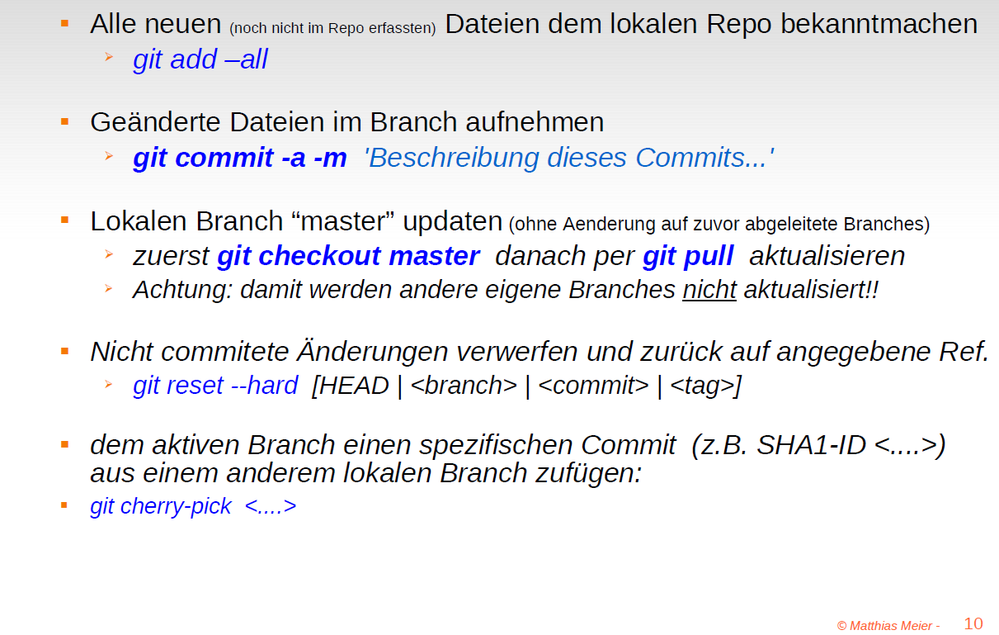 Alle neuen (noch nicht im Repo erfassten) Dateien dem lokalen Repo bekanntmachen
git add –all
Geänderte Dateien im Branch aufnehmen
git commit -a -m 'Beschreibung dieses Commits...'
Lokalen Branch “master” updaten (ohne Aenderung auf zuvor abgeleitete Branches)
zuerst git checkout master danach per git pull aktualisieren
Achtung: damit werden andere eigene Branches nicht aktualisiert!!
Nicht commitete Änderungen verwerfen und zurück auf angegebene Ref.
git reset --hard [HEAD | <branch> | <commit> | <tag>]
dem aktiven Branch einen spezifischen Commit (z.B. SHA1-ID <....>)
aus einem anderem lokalen Branch zufügen:
git cherry-pick <....>
© Matthias Meier - 10